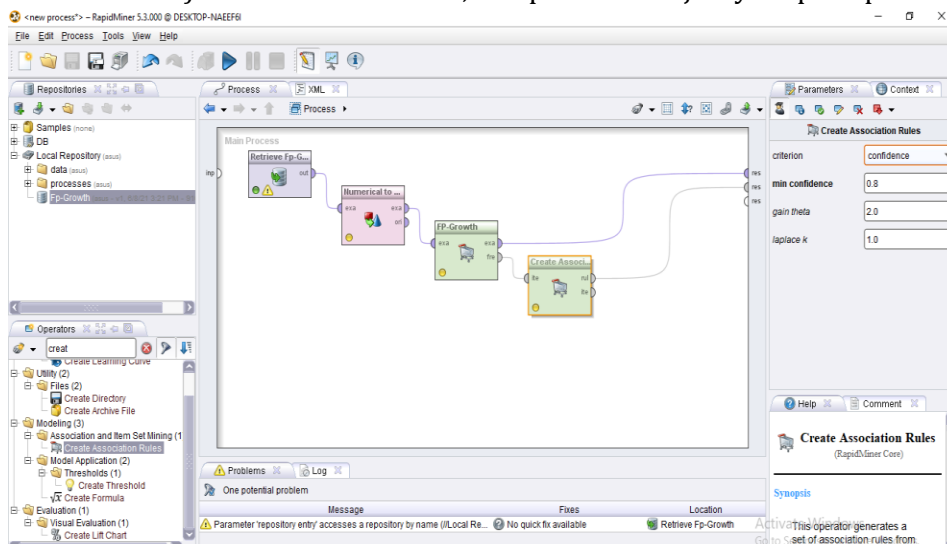 <new process*> – RapidMiner 5.3.000 @ DESKTOP-NAEEF6I
File Edit Process Tools View Help
Repositories
Samples (none)
DB
Local Repository (asus)
data (asus)
processes (asus)
Fp-Growth
Operators
creat
Create Learning Curve
Utility (2)
Files (2)
Create Directory
Create Archive File
Modeling (3)
Association and Item Set Mining (1
Create Association Rules
Model Application (2)
Thresholds (1)
Create Threshold
Create Formula
Evaluation (1)
Visual Evaluation (1)
Create Lift Chart
Process XML
Process
Main Process
inp
Retrieve Fp-G...
out
Numerical to ...
exa exa
ori
FP-Growth
exa exa
fre
Create Associ...
ite rul
ite
res
res
res
Problems Log
One potential problem
Message Fixes Location
Parameter 'repository entry' accesses a repository by name (//Local Re... No quick fix available Retrieve Fp-Growth
Parameters Context
Create Association Rules
criterion confidence
min confidence 0.8
gain theta 2.0
laplace k 1.0
Help Comment
Create Association Rules
(RapidMiner Core)
Synopsis
This operator generates a
set of association rules from